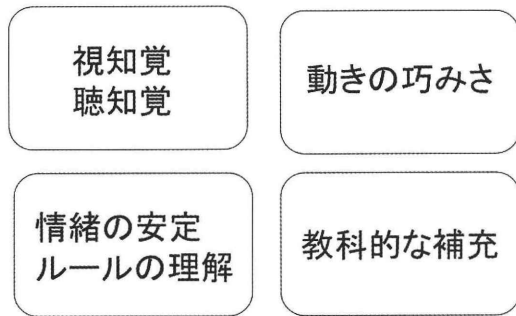 視知覚
聴知覚
動きの巧みさ
情緒の安定
ルールの理解
教科的な補充